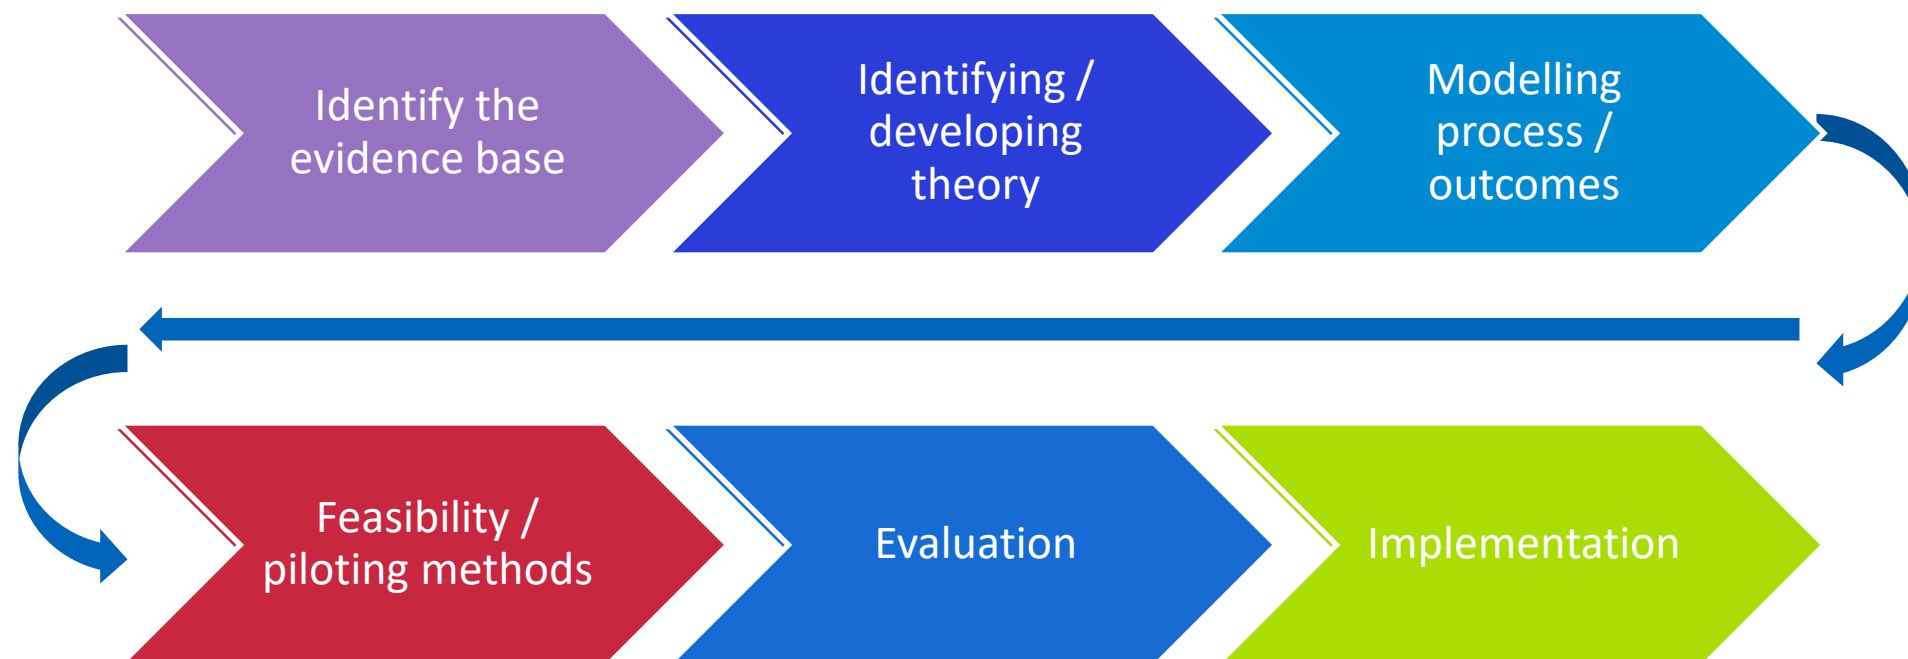 Identify the
evidence base
Identifying /
developing
theory
Modelling
process /
outcomes
Feasibility /
piloting methods
Evaluation
Implementation